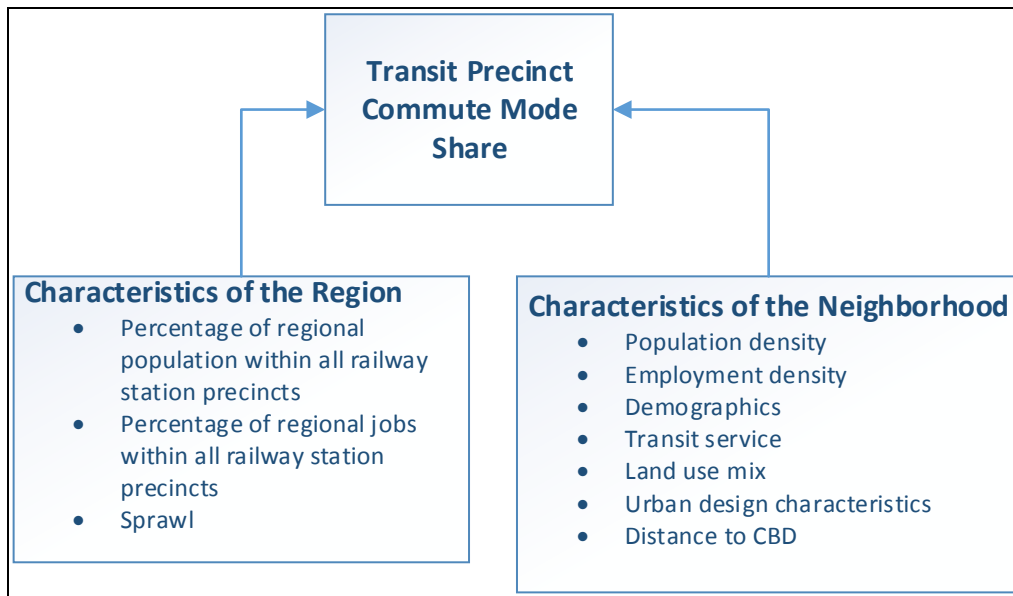 Transit Precinct
Commute Mode
Share
Characteristics of the Region
• Percentage of regional
population within all railway
station precincts
• Percentage of regional jobs
within all railway station
precincts
• Sprawl
Characteristics of the Neighborhood
• Population density
• Employment density
• Demographics
• Transit service
• Land use mix
• Urban design characteristics
• Distance to CBD